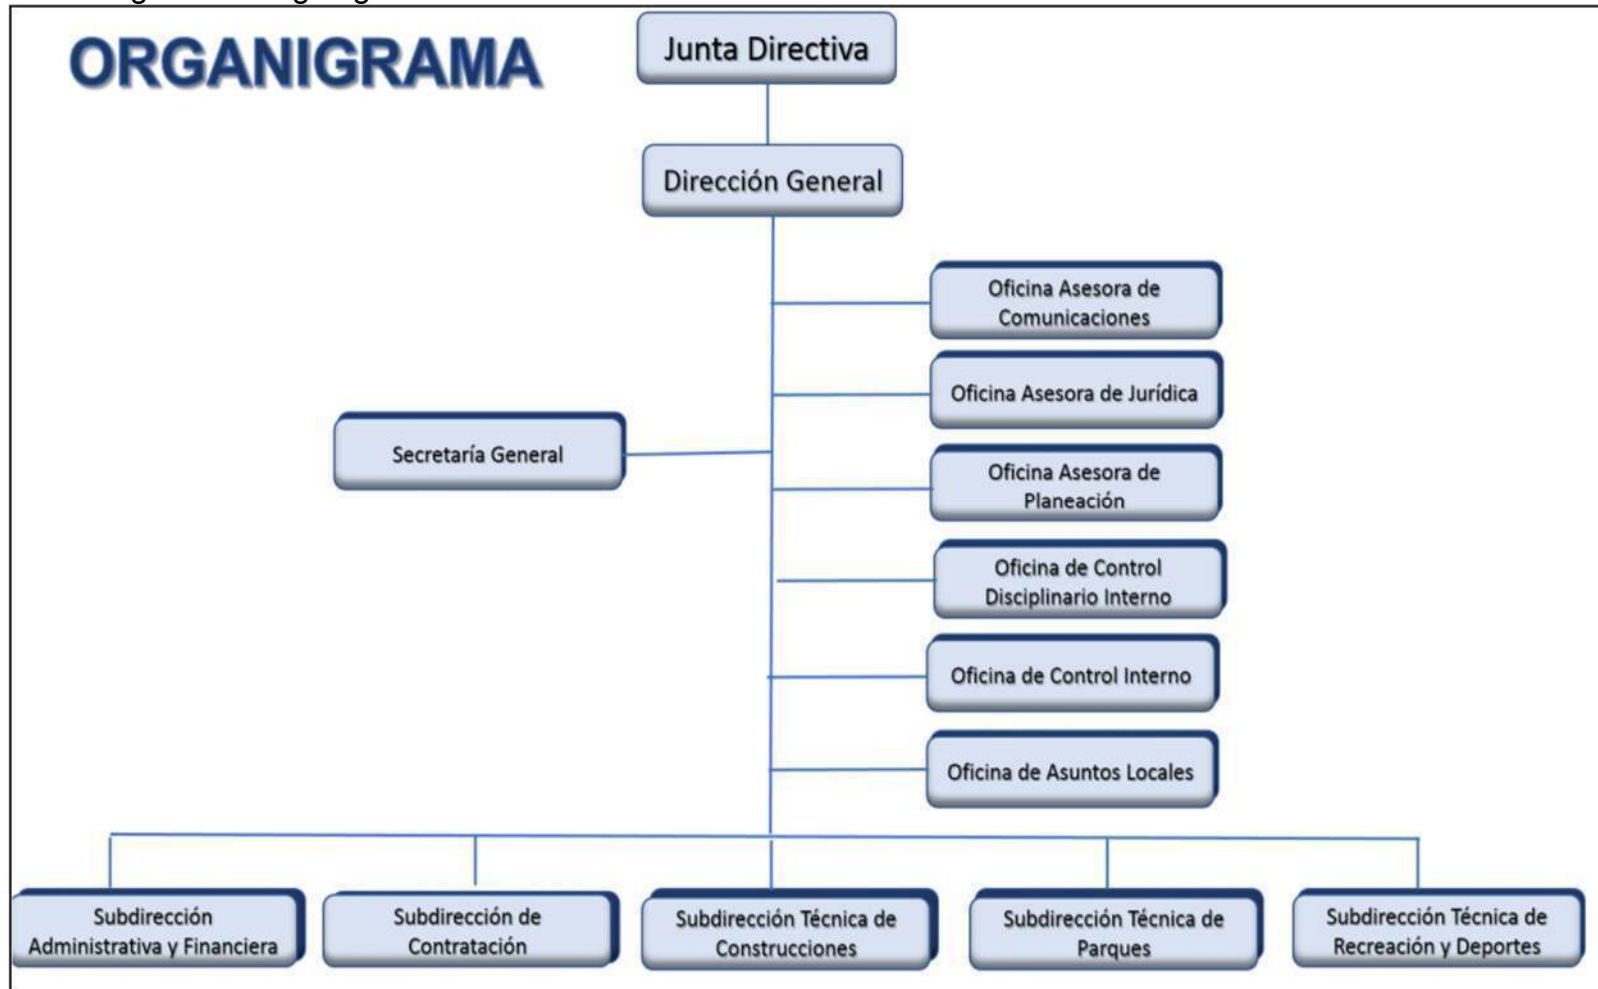 ORGANIGRAMA
Junta Directiva
Dirección General
Oficina Asesora de
Comunicaciones
Oficina Asesora de Jurídica
Secretaría General
Oficina Asesora de
Planeación
Oficina de Control
Disciplinario Interno
Oficina de Control Interno
Oficina de Asuntos Locales
Subdirección
Administrativa y Financiera
Subdirección de
Contratación
Subdirección Técnica de
Construcciones
Subdirección Técnica de
Parques
Subdirección Técnica de
Recreación y Deportes